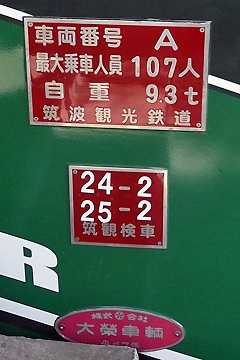 車両番号 A
最大乗車人員 107人
自重 9.3t
筑波観光鉄道
24-2
25-2
筑観検車
R
株式会社
大榮車輌